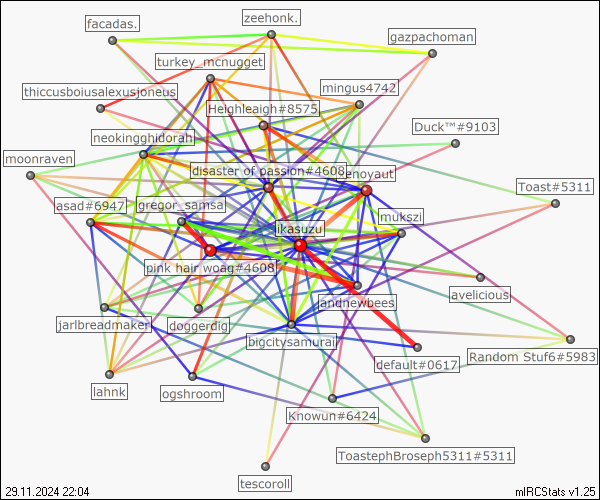 zeehonk.
facadas.
gazpachoman
turkey_mcnugget
thiccusboiusalexusjoneus
mingus4742
Heighleaigh#8575
Duck™#9103
neokingghidorah
moonraven
disaster of passion#4608
enoyaut
Toast#5311
asad#6947
gregor_samsa
mukszi
ikasuzu
pink hair woag#4608
avelicious
andnewbees
jarlbreadmaker
doggerdig
bigcitysamurai
default#0617
Random Stuf6#5983
lahnk
ogshroom
Knowun#6424
ToastephBroseph5311#5311
tescoroll
29.11.2024 22:04
mIRCStats v1.25